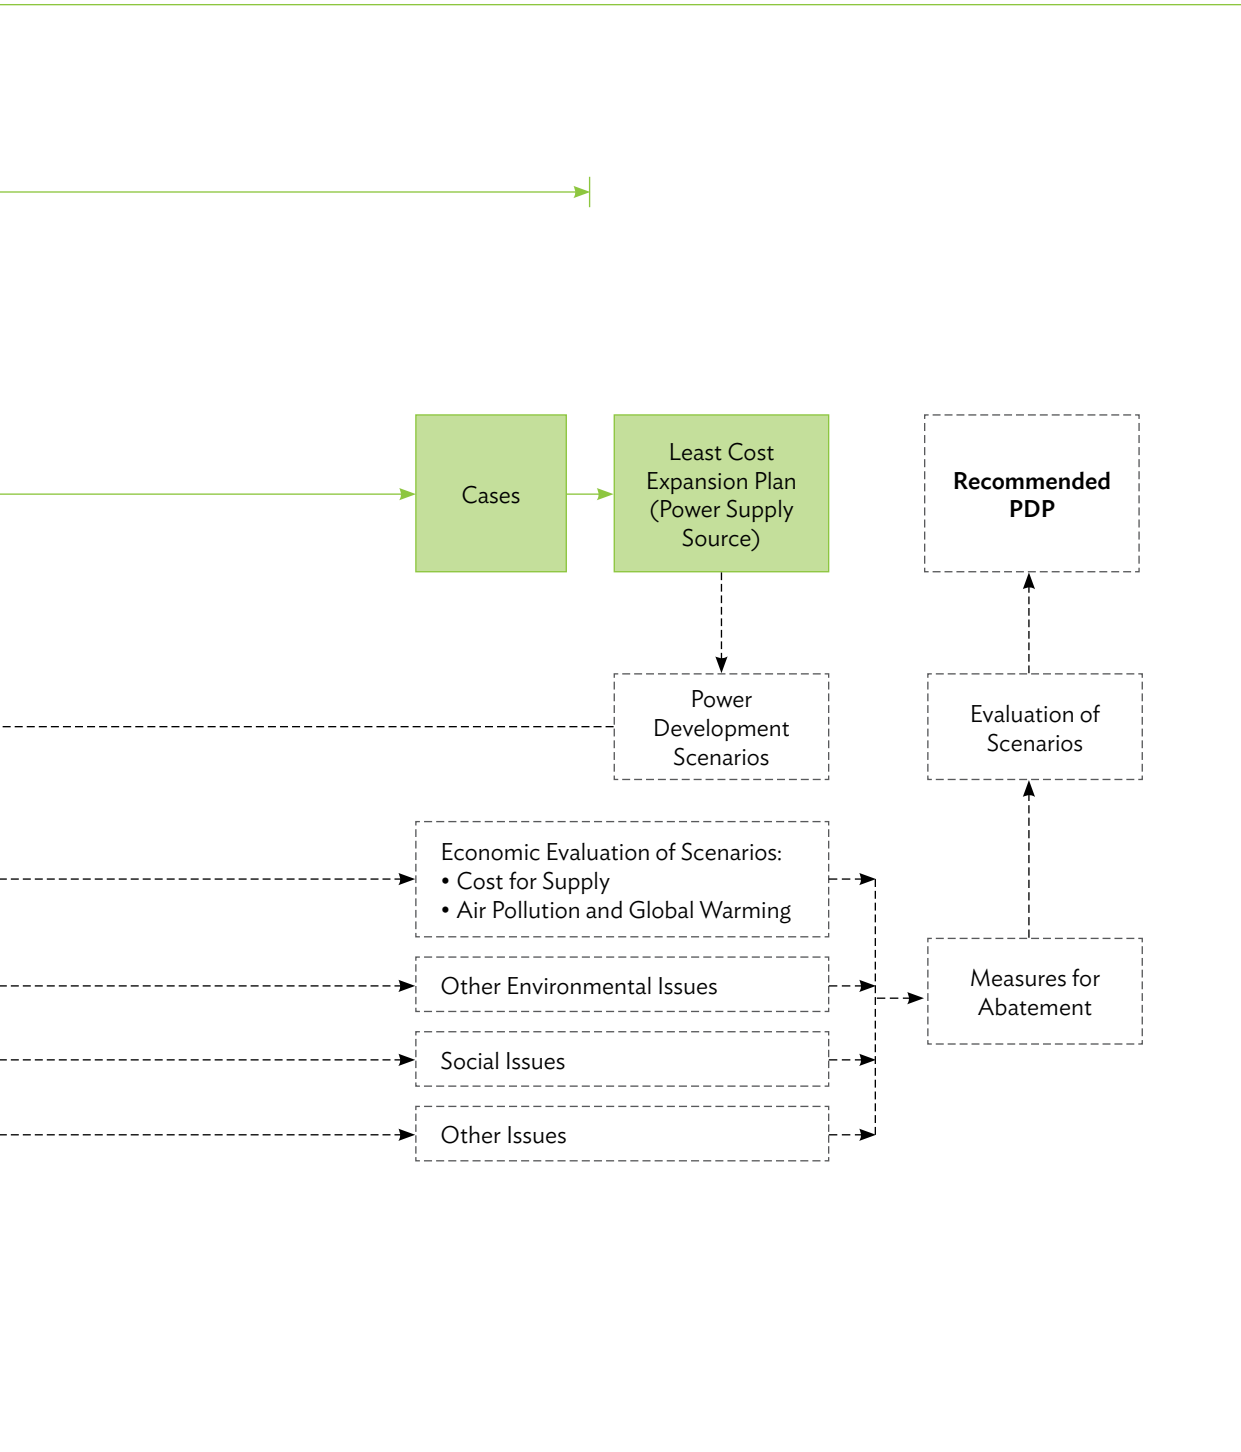 Cases
Least Cost
Expansion Plan
(Power Supply
Source)
Recommended
PDP
Power
Development
Scenarios
Evaluation of
Scenarios
Economic Evaluation of Scenarios:
• Cost for Supply
• Air Pollution and Global Warming
Other Environmental Issues
Social Issues
Other Issues
Measures for
Abatement